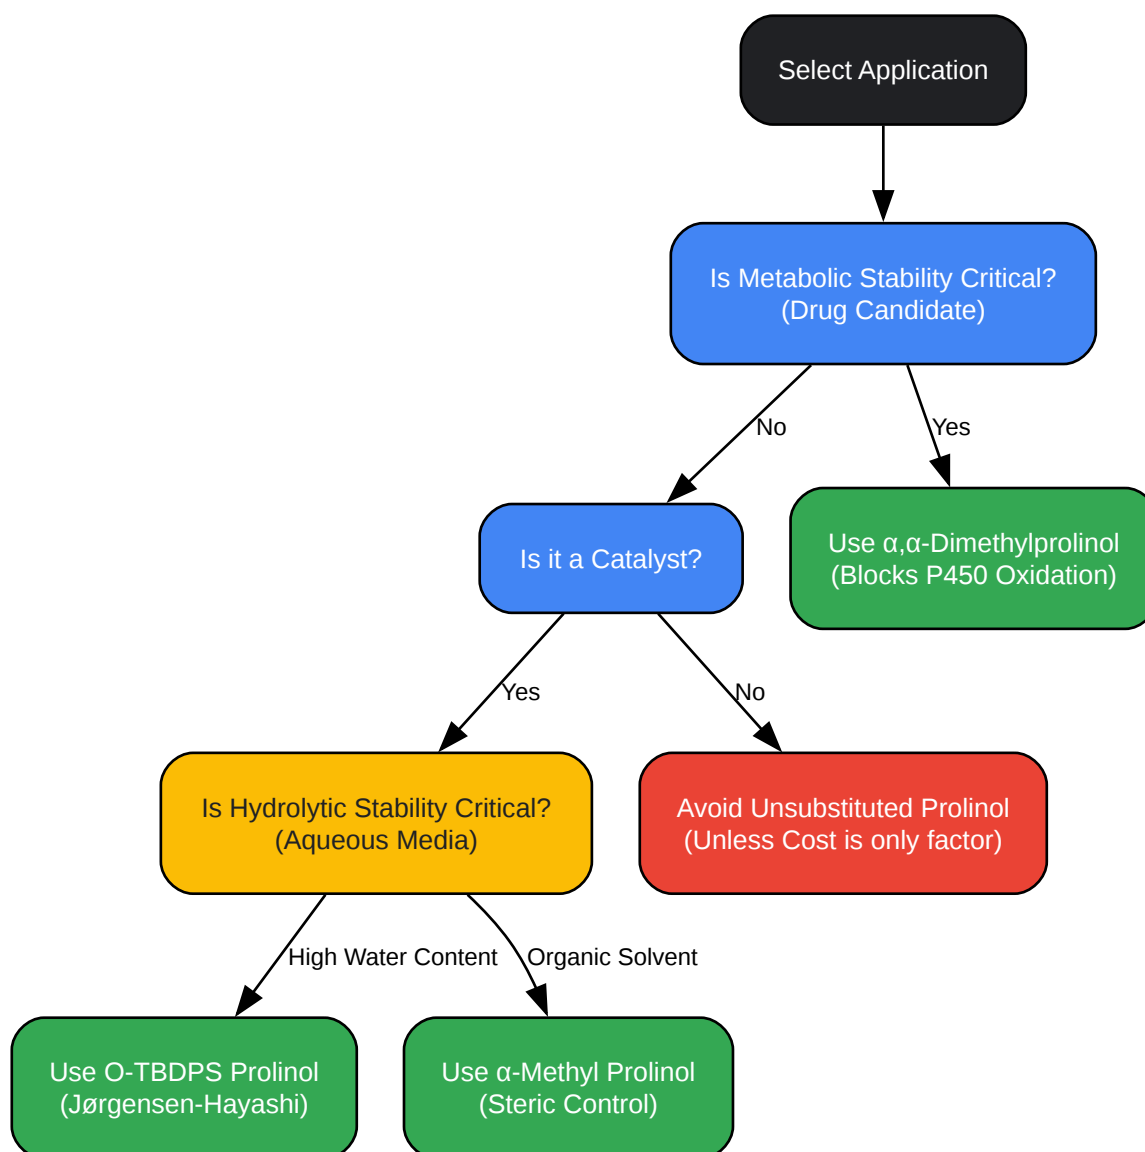 Select Application
Is Metabolic Stability Critical?
(Drug Candidate)
No
Yes
Is it a Catalyst?
Use α,α-Dimethylprolinol
(Blocks P450 Oxidation)
Yes
No
Is Hydrolytic Stability Critical?
(Aqueous Media)
Avoid Unsubstituted Prolinol
(Unless Cost is only factor)
High Water Content
Organic Solvent
Use O-TBDPS Prolinol
(Jørgensen-Hayashi)
Use α-Methyl Prolinol
(Steric Control)